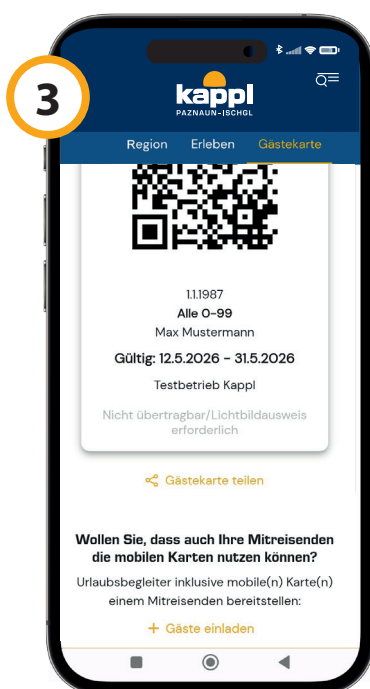 3
kappl
PAZNAUN-ISCHGL
Region Erleben Gästekarte
1.1.1987
Alle 0-99
Max Mustermann
Gültig: 12.5.2026 - 31.5.2026
Testbetrieb Kappl
Nicht übertragbar/Lichtbildausweis
erforderlich
Gästekarte teilen
Wollen Sie, dass auch Ihre Mitreisenden
die mobilen Karten nutzen können?
Urlaubsbegleiter inklusive mobile(n) Karte(n)
einem Mitreisenden bereitstellen:
+ Gäste einladen